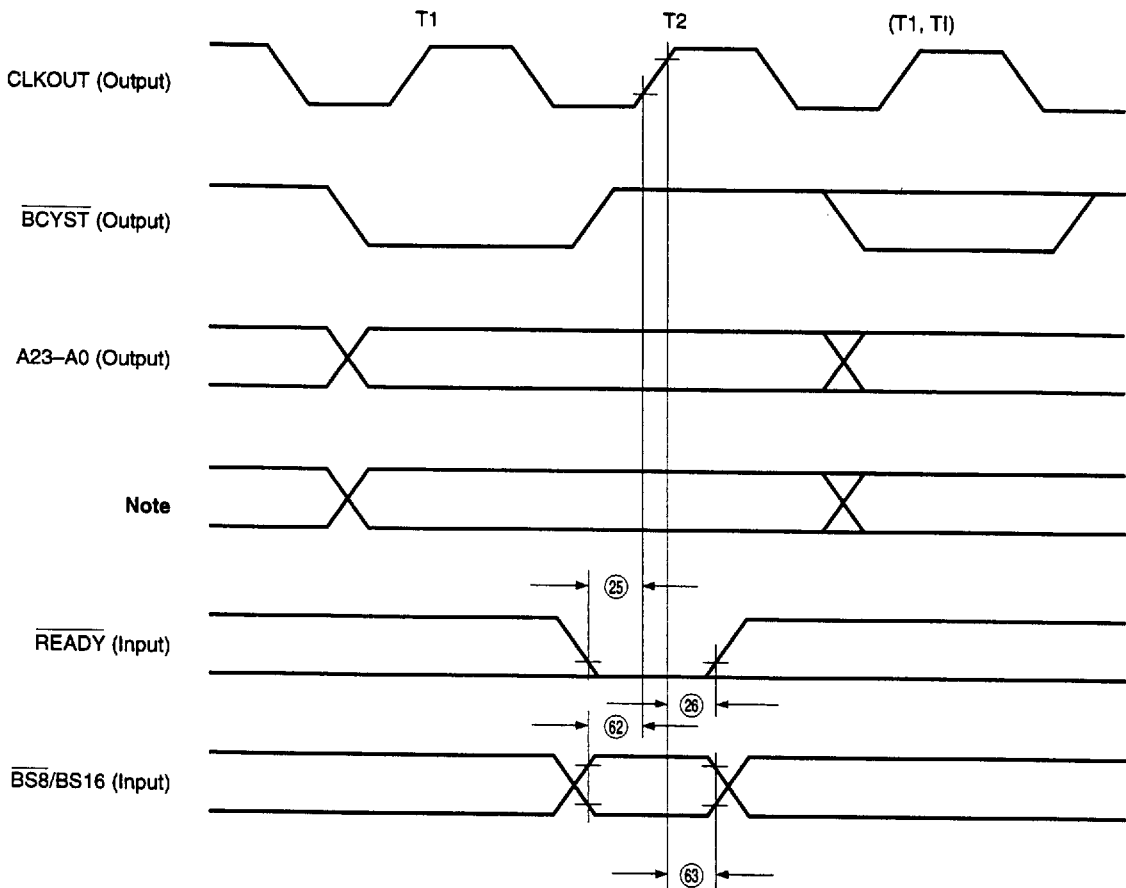 T1 T2 (T1, TI)
CLKOUT (Output)
BCYST (Output)
A23–A0 (Output)
Note
25
READY (Input)
26
62
BS8/BS16 (Input)
63